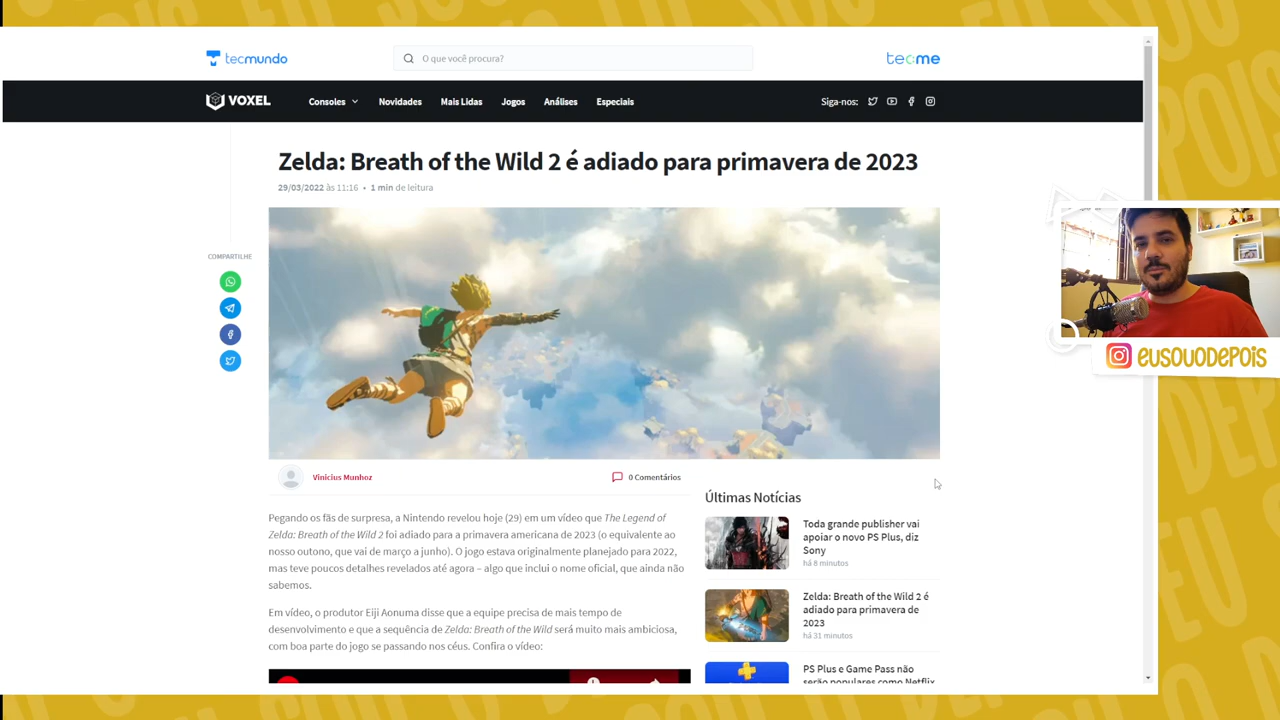 EU SOU
tecmundo
O que você procura?
tecme
VOXEL
Consoles
Novidades
Mais Lidas
Jogos
Análises
Especiais
Siga-nos:
Zelda: Breath of the Wild 2 é adiado para primavera de 2023
29/03/2022 às 11:16 • 1 min de leitura
COMPARTILHE
EUSOUODEPOIS
Vinicius Munhoz
0 Comentários
Pegando os fãs de surpresa, a Nintendo revelou hoje (29) em um vídeo que The Legend of
Zelda: Breath of the Wild 2 foi adiado para a primavera americana de 2023 (o equivalente ao
nosso outono, que vai de março a junho). O jogo estava originalmente planejado para 2022,
mas teve poucos detalhes revelados até agora – algo que inclui o nome oficial, que ainda não
sabemos.
Em vídeo, o produtor Eiji Aonuma disse que a equipe precisa de mais tempo de
desenvolvimento e que a sequência de Zelda: Breath of the Wild será muito mais ambiciosa,
com boa parte do jogo se passando nos céus. Confira o vídeo:
Últimas Notícias
Toda grande publisher vai
apoiar o novo PS Plus, diz
Sony
há 8 minutos
Zelda: Breath of the Wild 2 é
adiado para primavera de
2023
há 31 minutos
PS Plus e Game Pass não
serão populares como Netflix